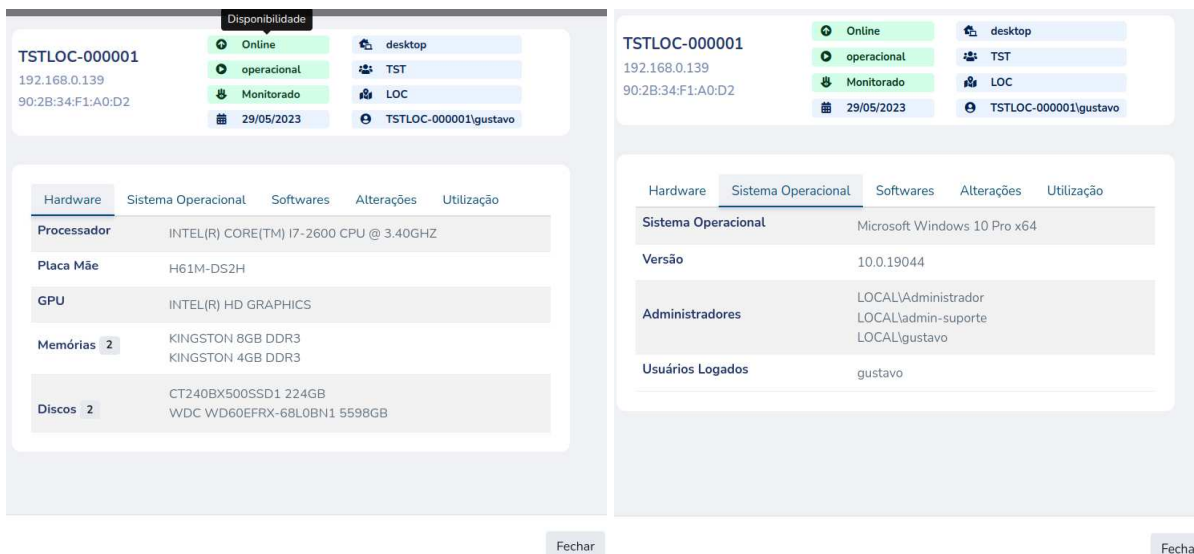 Disponibilidade
TSTLOC-000001
192.168.0.139
90:2B:34:F1:A0:D2
Online
operacional
Monitorado
29/05/2023
desktop
TST
LOC
TSTLOC-000001\gustavo
Hardware Sistema Operacional Softwares Alterações Utilização
Processador INTEL(R) CORE(TM) I7-2600 CPU @ 3.40GHZ
Placa Mãe H61M-DS2H
GPU INTEL(R) HD GRAPHICS
Memórias 2 KINGSTON 8GB DDR3
KINGSTON 4GB DDR3
Discos 2 CT240BX500SSD1 224GB
WDC WD60EFRX-68L0BN1 5598GB
Fechar
TSTLOC-000001
192.168.0.139
90:2B:34:F1:A0:D2
Online
operacional
Monitorado
29/05/2023
desktop
TST
LOC
TSTLOC-000001\gustavo
Hardware Sistema Operacional Softwares Alterações Utilização
Sistema Operacional Microsoft Windows 10 Pro x64
Versão 10.0.19044
Administradores LOCAL\Administrador
LOCAL\admin-suporte
LOCAL\gustavo
Usuários Logados gustavo
Fecha